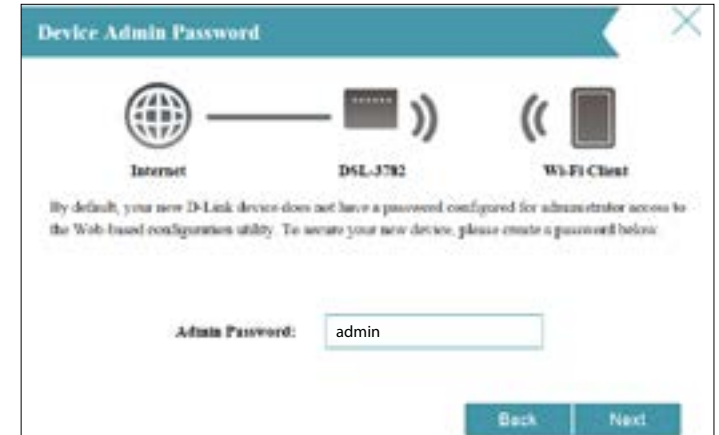 Device Admin Password
Internet
DSL-3782
Wi-Fi Client
By default, your new D-Link device does not have a password configured for administrator access to
the Web-based configuration utility. To secure your new device, please create a password below.
Admin Password:
admin
Back
Next